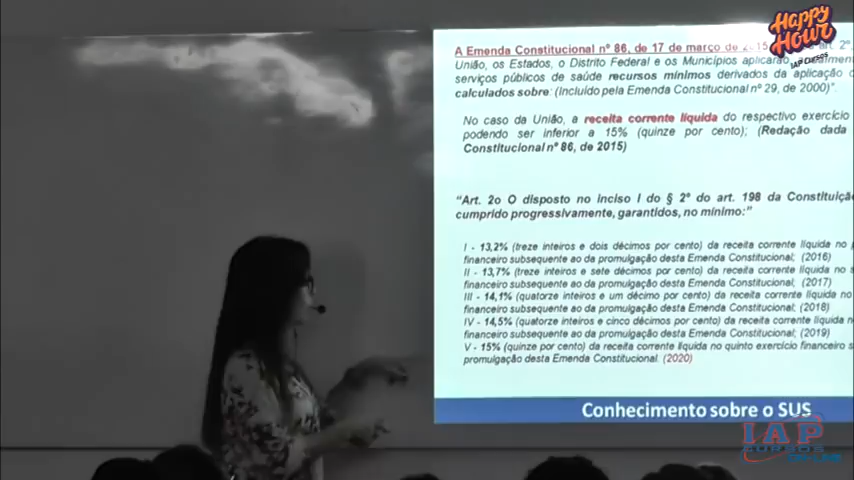 HAPPY
HOUR
IAP CURSOS
A Emenda Constitucional nº 86, de 17 de março de 2015
art. 2º
União, os Estados, o Distrito Federal e os Municípios aplicarão,
serviços públicos de saúde recursos mínimos derivados da aplicação
calculados sobre: (Incluído pela Emenda Constitucional nº 29, de 2000)”.
No caso da União, a receita corrente líquida do respectivo exercício
podendo ser inferior a 15% (quinze por cento); (Redação dada
Constitucional nº 86, de 2015)
“Art. 2o O disposto no inciso I do § 2º do art. 198 da Constituição
cumprido progressivamente, garantidos, no mínimo:”
I - 13,2% (treze inteiros e dois décimos por cento) da receita corrente líquida no
financeiro subsequente ao da promulgação desta Emenda Constitucional; (2016)
II - 13,7% (treze inteiros e sete décimos por cento) da receita corrente líquida no
financeiro subsequente ao da promulgação desta Emenda Constitucional; (2017)
III - 14,1% (quatorze inteiros e um décimo por cento) da receita corrente líquida no
financeiro subsequente ao da promulgação desta Emenda Constitucional; (2018)
IV - 14,5% (quatorze inteiros e cinco décimos por cento) da receita corrente líquida
financeiro subsequente ao da promulgação desta Emenda Constitucional; (2019)
V - 15% (quinze por cento) da receita corrente líquida no quinto exercício financeiro
promulgação desta Emenda Constitucional. (2020)
Conhecimento sobre o SUS
IAP
CURSOS